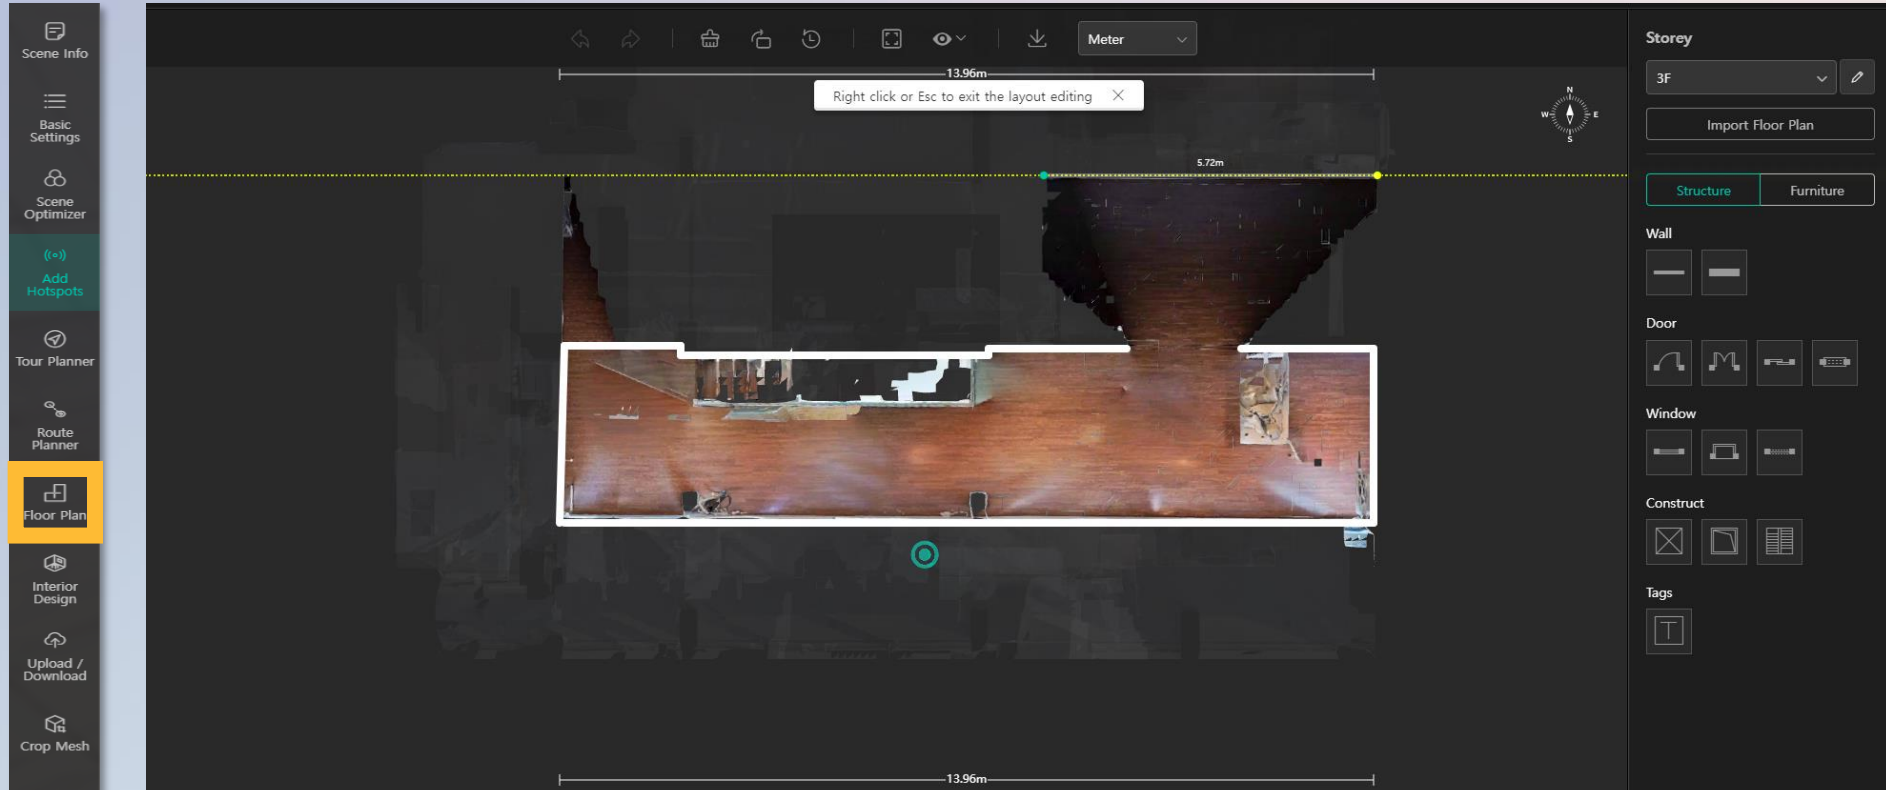 Scene Info
Basic
Settings
Scene
Optimizer
Add
Hotspots
Tour Planner
Route
Planner
Floor Plan
Interior
Design
Upload /
Download
Crop Mesh
Meter
13.96m
Right click or Esc to exit the layout editing
N
W
E
S
5.72m
13.96m
Storey
3F
Import Floor Plan
Structure
Furniture
Wall
Door
Window
Construct
Tags
T